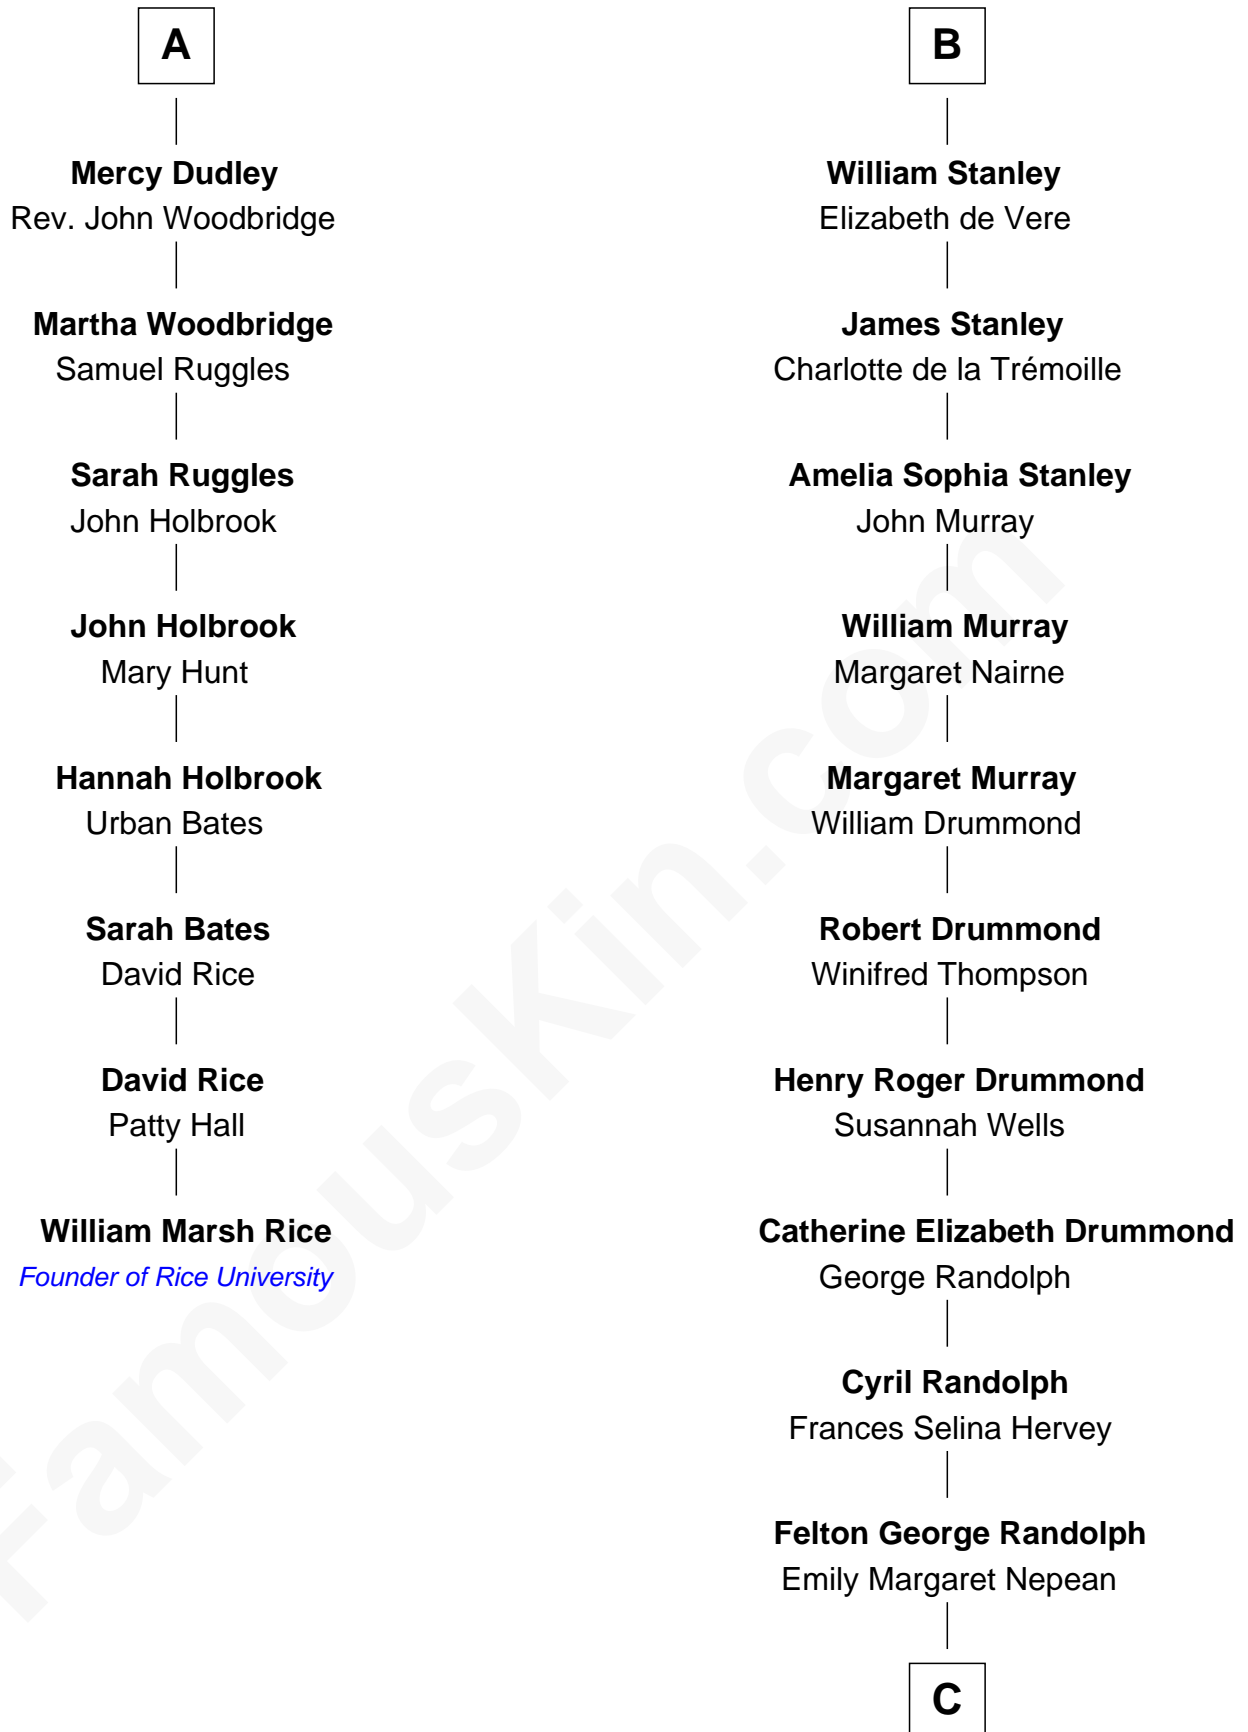 A
Mercy Dudley
Rev. John Woodbridge
Martha Woodbridge
Samuel Ruggles
Sarah Ruggles
John Holbrook
John Holbrook
Mary Hunt
Hannah Holbrook
Urban Bates
Sarah Bates
David Rice
David Rice
Patty Hall
William Marsh Rice
Founder of Rice University
B
William Stanley
Elizabeth de Vere
James Stanley
Charlotte de la Trémoille
Amelia Sophia Stanley
John Murray
William Murray
Margaret Nairne
Margaret Murray
William Drummond
Robert Drummond
Winifred Thompson
Henry Roger Drummond
Susannah Wells
Catherine Elizabeth Drummond
George Randolph
Cyril Randolph
Frances Selina Hervey
Felton George Randolph
Emily Margaret Nepean
C
FamousKin.com